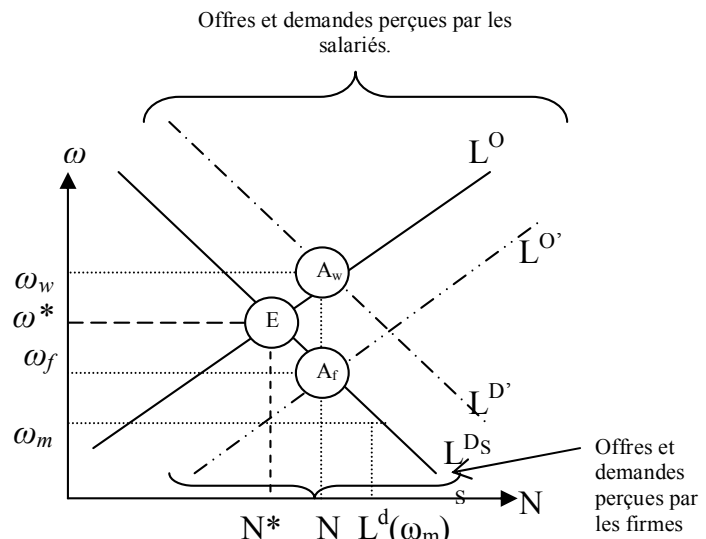 Offres et demandes perçues par les
salariés.
ω
L^O
L^O'
ω_w
A_w
ω*
E
ω_f
A_f
L^D'
ω_m
L^DS
S
Offres et
demandes
perçues par
les firmes
N
N* N L^d(ω_m)